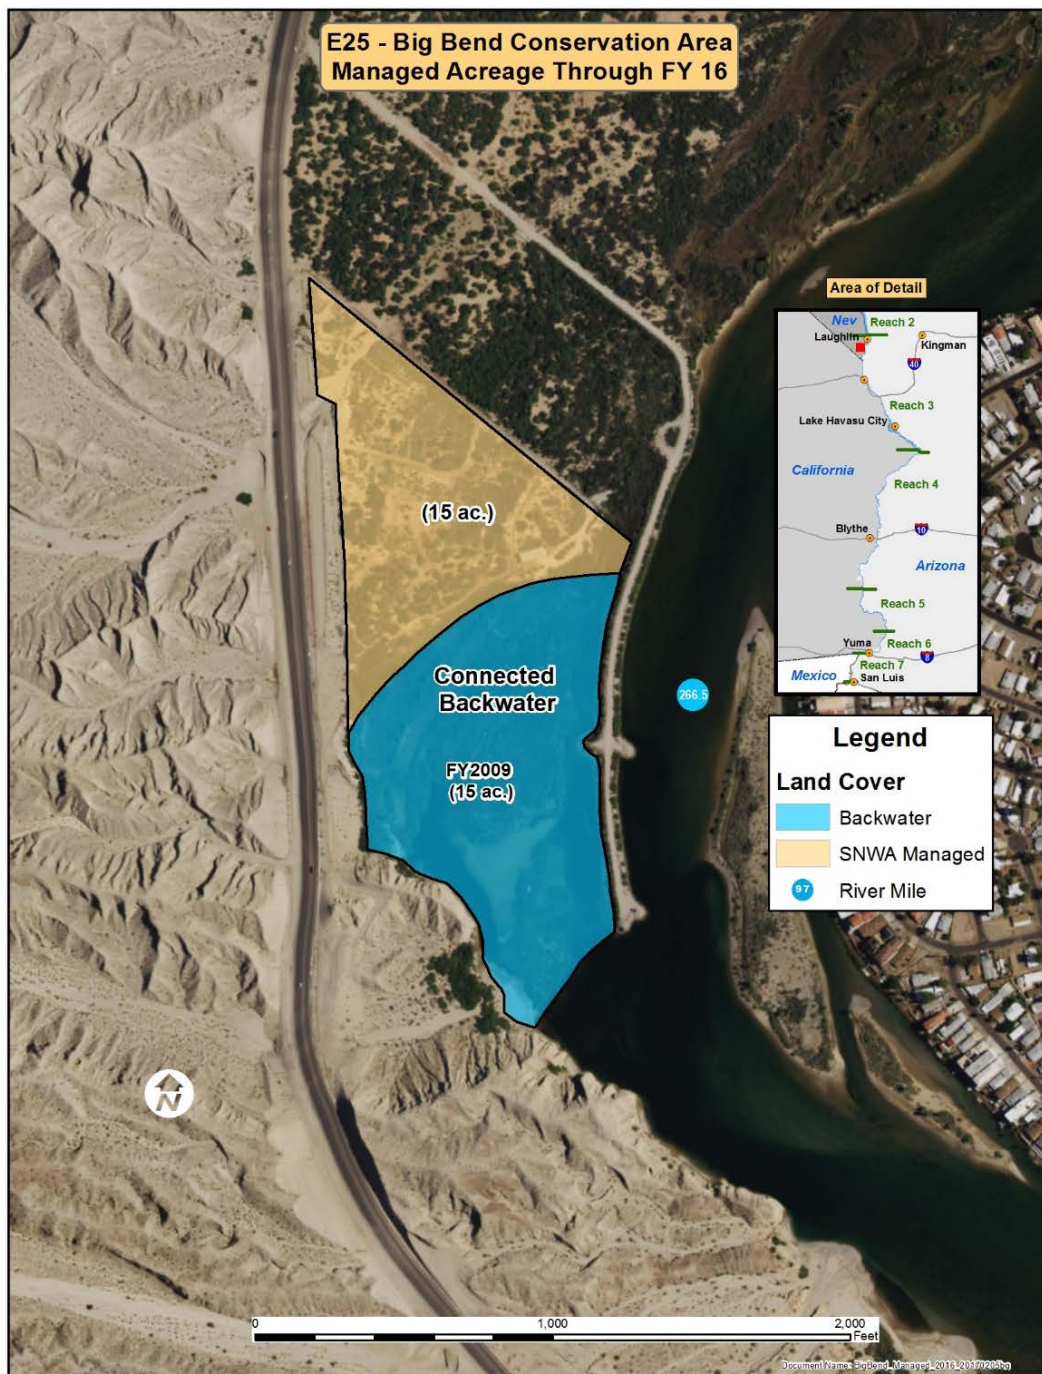 E25 - Big Bend Conservation Area
Managed Acreage Through FY 16
Area of Detail
Nev
Reach 2
Laughlin
Kingman
40
Reach 3
Lake Havasu City
California
Reach 4
Blythe
10
Arizona
Reach 5
Yuma
Reach 6
8
Reach 7
Mexico
San Luis
(15 ac.)
Connected
Backwater
FY2009
(15 ac.)
266.5
Legend
Land Cover
Backwater
SNWA Managed
97
River Mile
N
0
1,000
2,000
Feet
Document Name: BigBend_Managed_2016_20170205bg